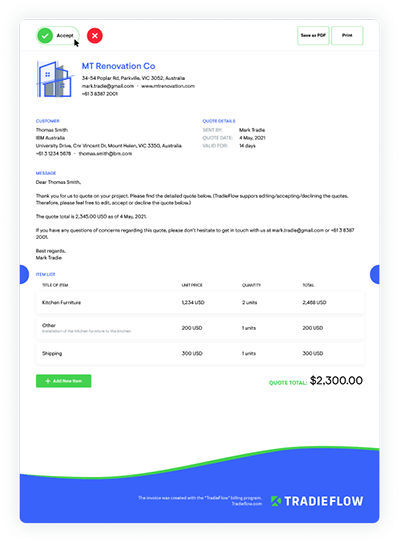 Accept
Save as PDF
Print
MT Renovation Co
34-54 Poplar Rd, Parkville, VIC 3052, Australia
mark.tradie@gmail.com · www.mtrenovation.com
+61 3 8387 2001
CUSTOMER
Thomas Smith
IBM Australia
University Drive, Cnr Vincent Dr, Mount Helen, VIC 3350, Australia
+61 3 1234 5678 · thomas.smith@ibm.com
QUOTE DETAILS
SENT BY: Mark Tradie
QUOTE DATE: 4 May, 2021
VALID FOR: 14 days
MESSAGE
Dear Thomas Smith,
Thank you for us to quote on your project. Please find the detailed quote below. (TradieFlow suppors editing/accepting/declining the quotes.
Therefore, please feel free to edit, accept or decline the quote below.)
The quote total is 2,345.00 USD as of 4 May, 2021.
If you have any questions of concerns regarding this quote, please don't hesitate to get in touch with us at mark.tradie@gmail.com or +61 3 8387
2001.
Best regards,
Mark Tradie
ITEM LIST
TITLE OF ITEM UNIT PRICE QUANTITY TOTAL
Kitchen Furniture 1,234 USD 2 units 2,468 USD
Other 200 USD 1 units 200 USD
Installation of the kitchen furniture to the kitchen
Shipping 300 USD 1 units 300 USD
+ Add New Item
QUOTE TOTAL: $2,300.00
The invoice was created with the "TradieFlow" billing program.
Tradieflow.com
TRADIEFLOW